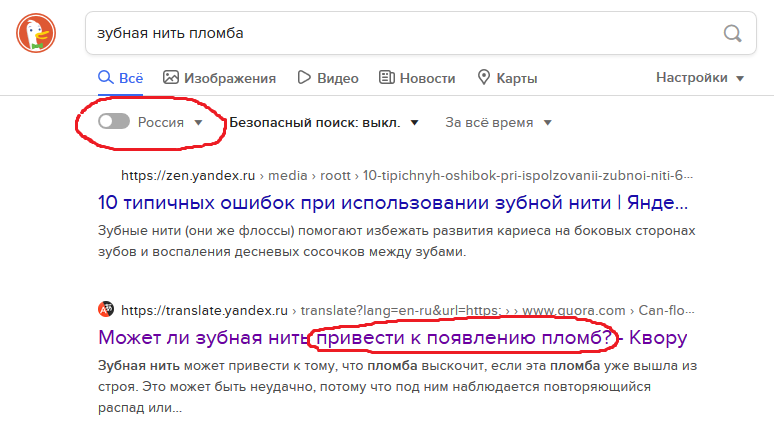 зубная нить пломба
Всё Изображения Видео Новости Карты Настройки
Россия Безопасный поиск: выкл. За всё время
https://zen.yandex.ru › media › roott › 10-tipichnyh-oshibok-pri-ispolzovanii-zubnoi-niti-6...
10 типичных ошибок при использовании зубной нити | Янде...
Зубные нити (они же флоссы) помогают избежать развития кариеса на боковых сторонах
зубов и воспаления десневых сосочков между зубами.
https://translate.yandex.ru › translate?lang=en-ru&url=https: › › www.quora.com › Can-flo...
Может ли зубная нить привести к появлению пломб? -Квору
Зубная нить может привести к тому, что пломба выскочит, если эта пломба уже вышла из
строя. Это может быть неудачно, потому что под ним наблюдается повторяющийся
распад или...